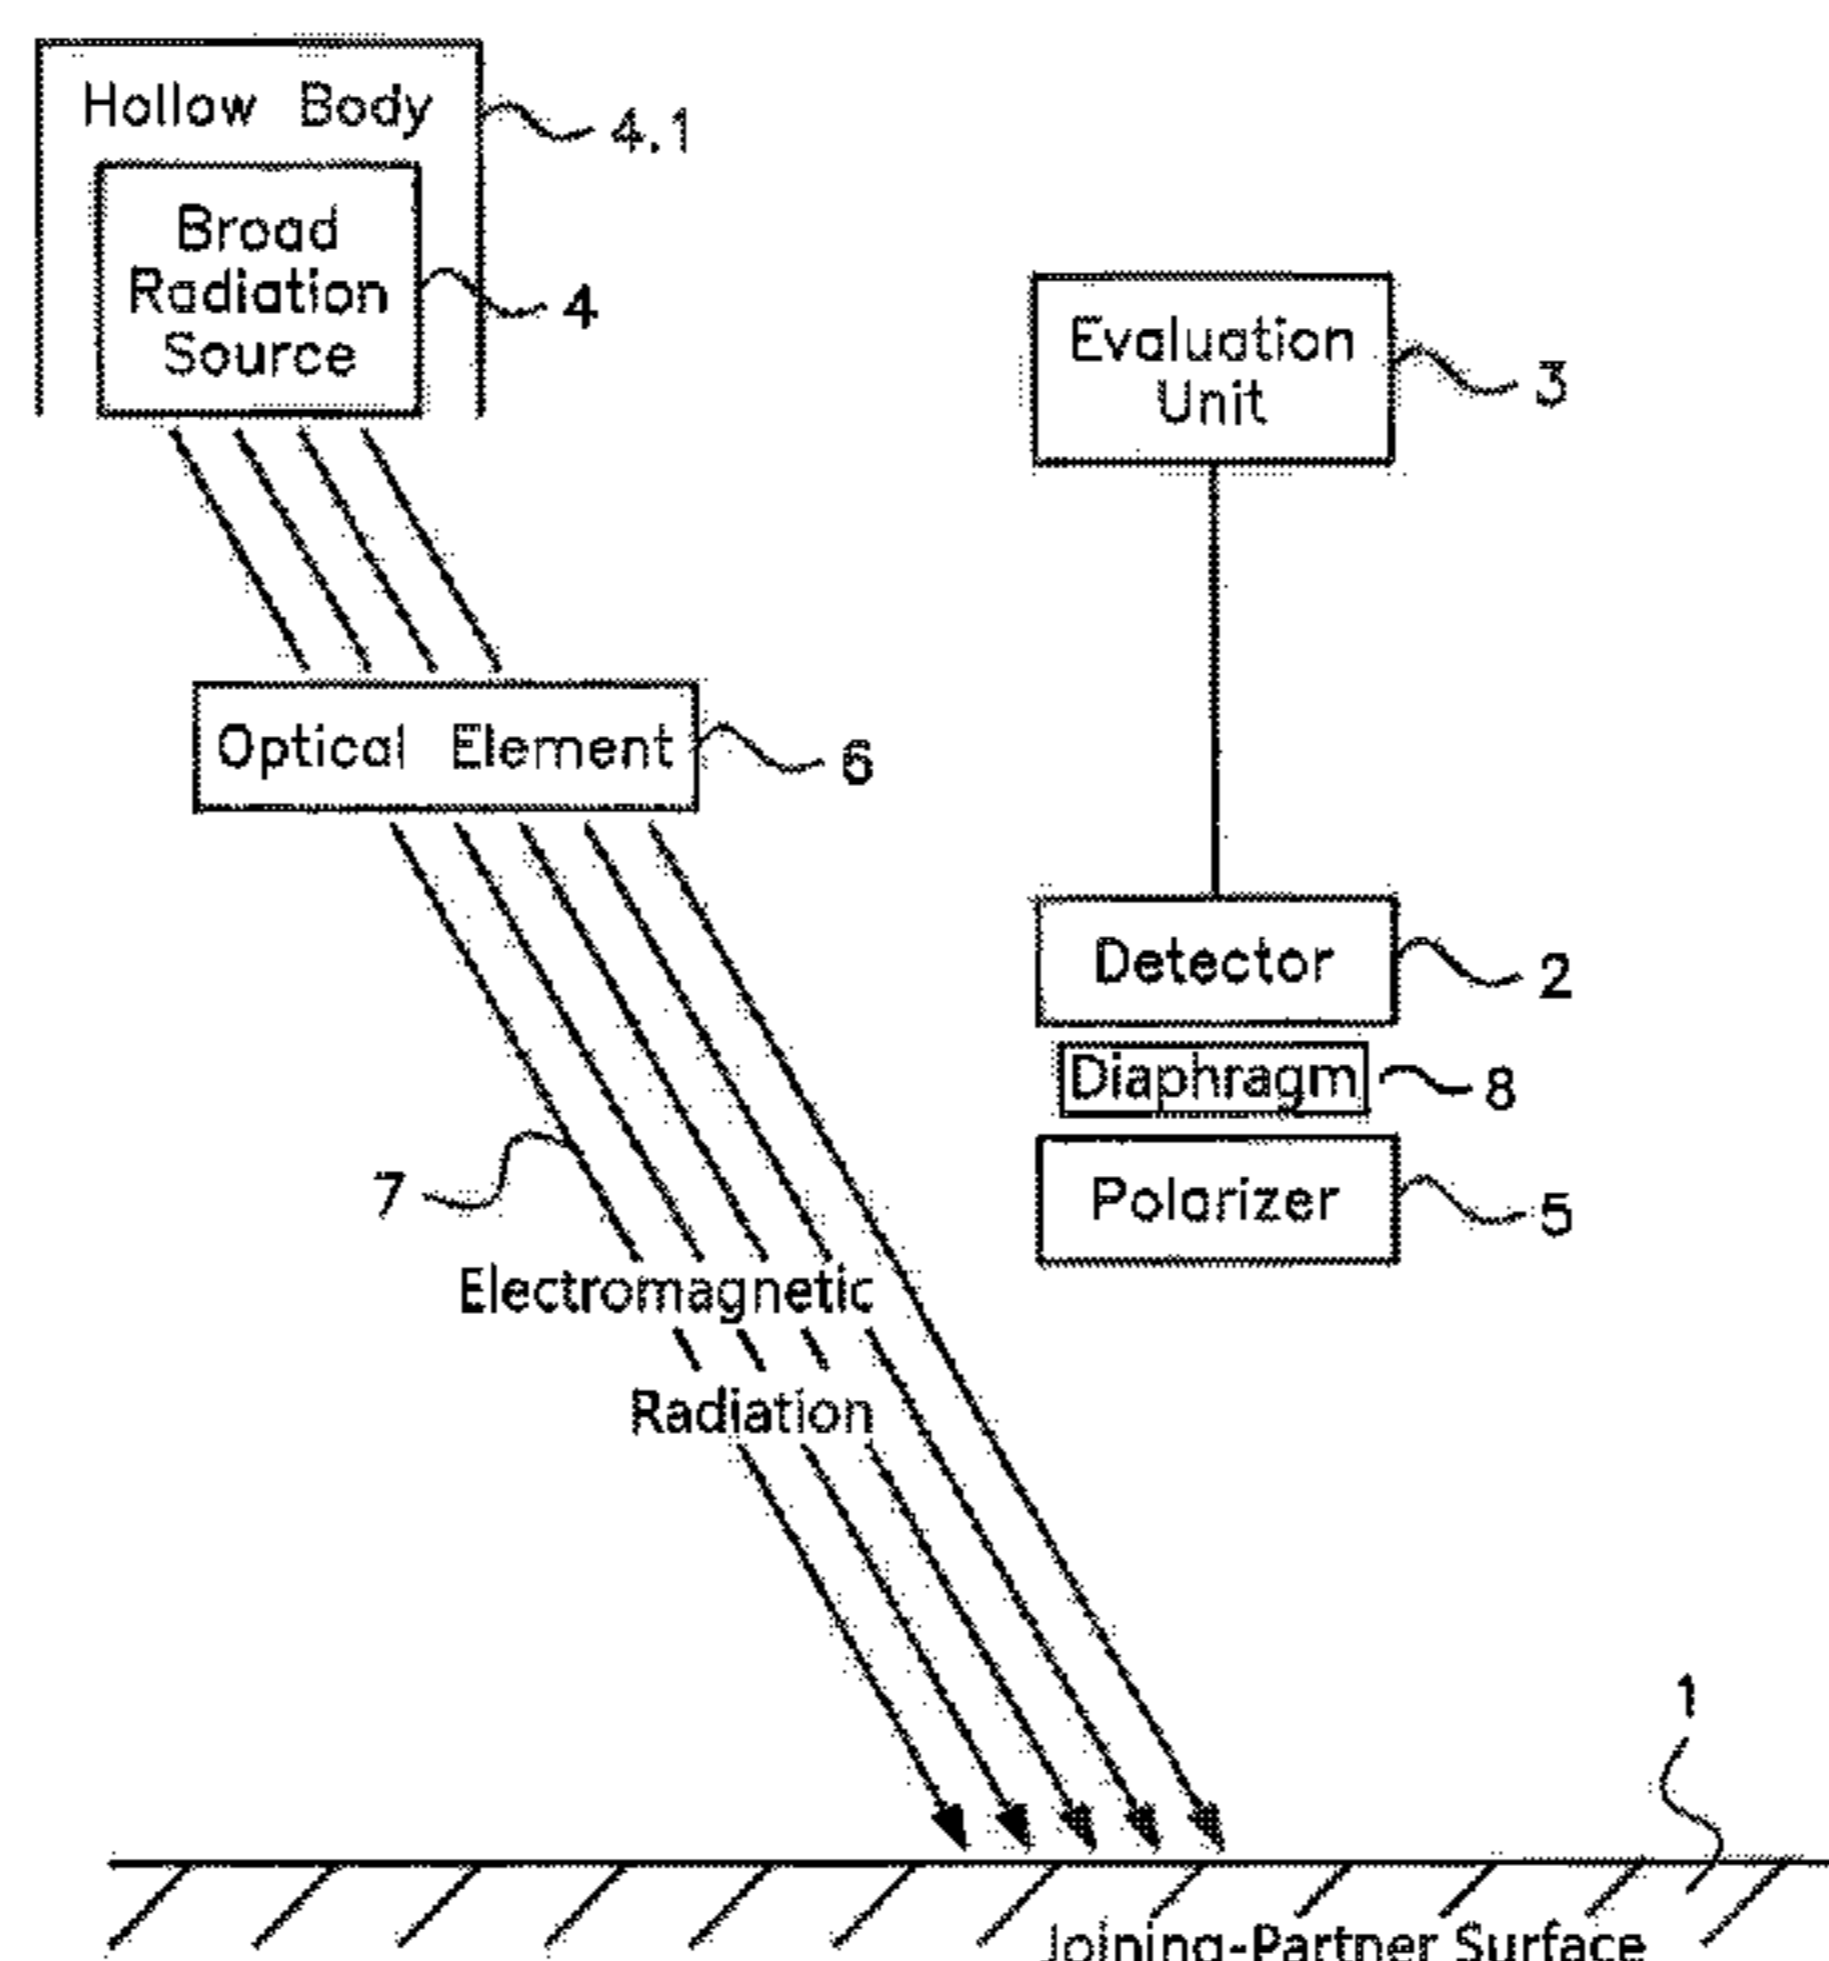 Hollow Body
4.1
Broad
Radiation
Source
4
Evaluation
Unit
3
Optical Element
6
Detector
2
Diaphragm
8
Polarizer
5
7
Electromagnetic
Radiation
1
Joining-Partner Surface